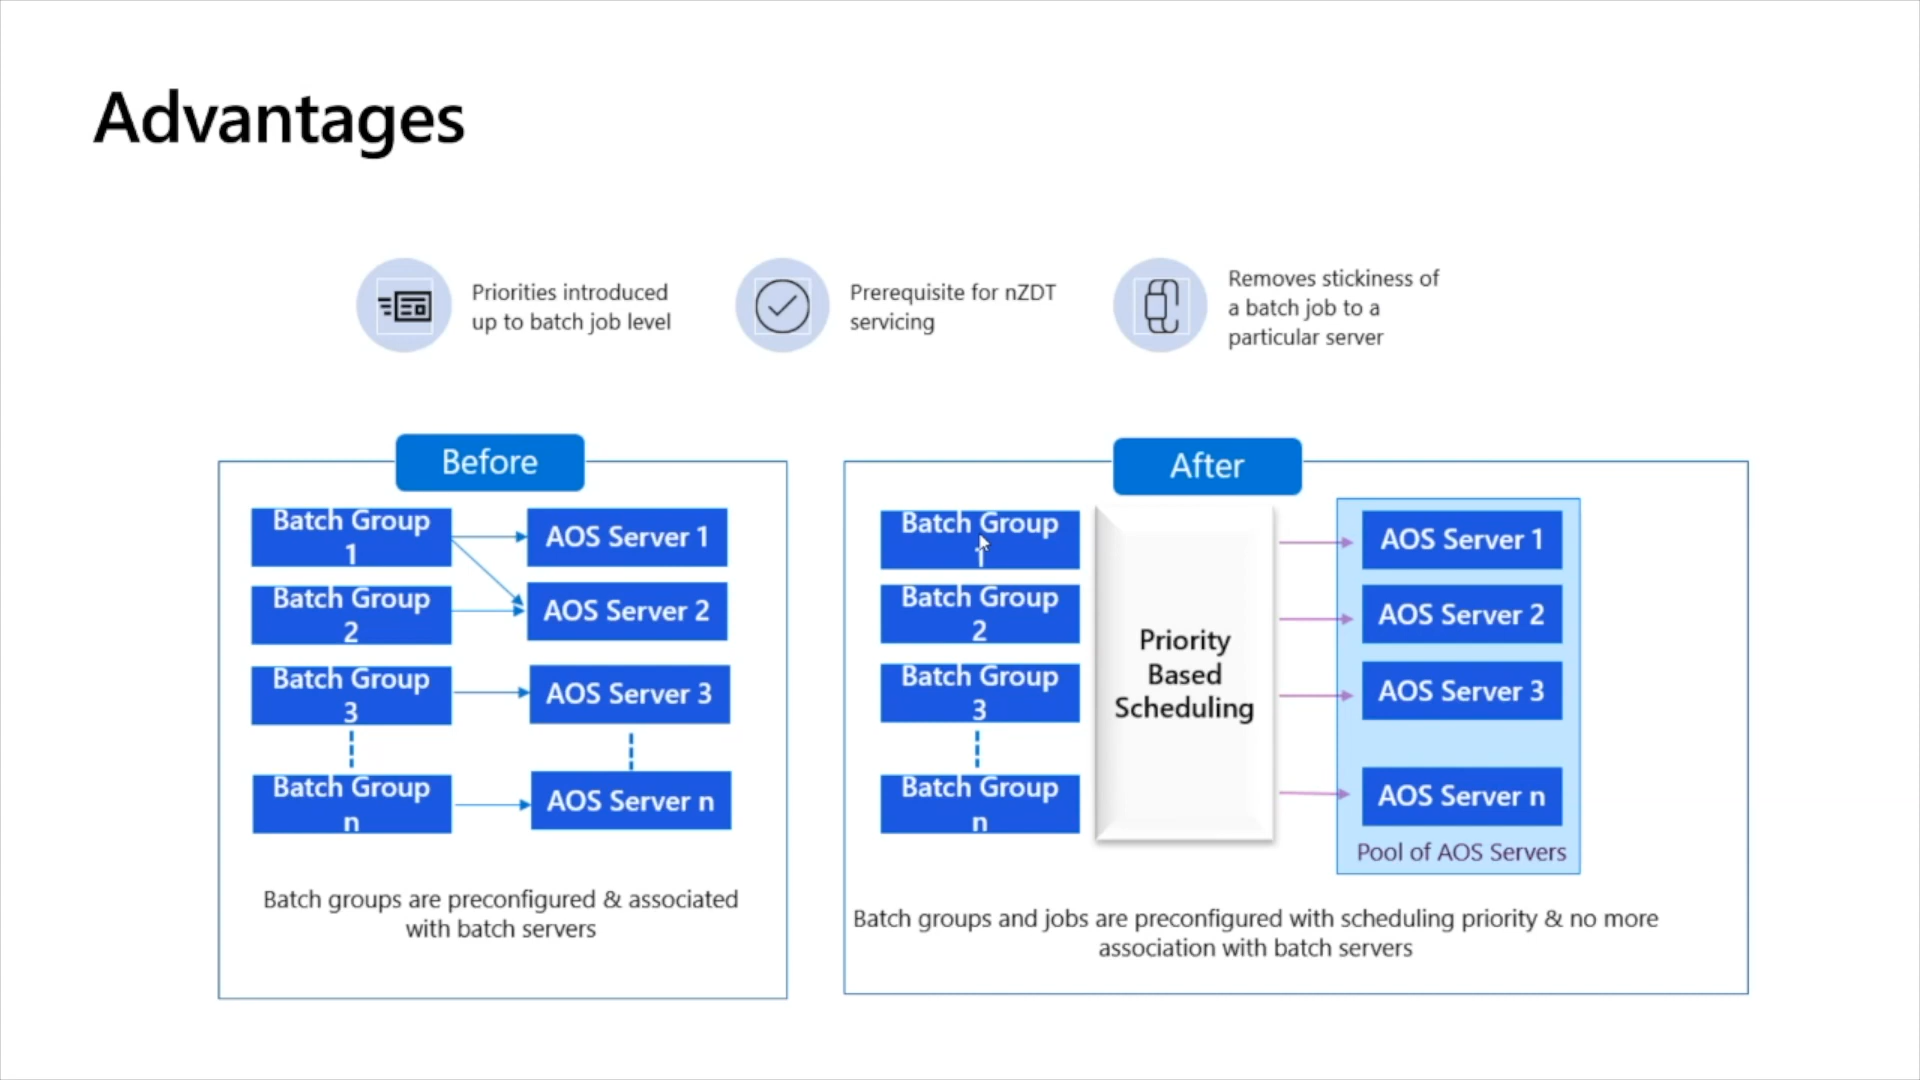 Advantages
Priorities introduced
up to batch job level
Prerequisite for nZDT
servicing
Removes stickiness of
a batch job to a
particular server
Before
Batch Group
1
AOS Server 1
Batch Group
2
AOS Server 2
Batch Group
3
AOS Server 3
Batch Group
n
AOS Server n
Batch groups are preconfigured & associated
with batch servers
After
Batch Group
1
Batch Group
2
Batch Group
3
Batch Group
n
Priority
Based
Scheduling
AOS Server 1
AOS Server 2
AOS Server 3
AOS Server n
Pool of AOS Servers
Batch groups and jobs are preconfigured with scheduling priority & no more
association with batch servers